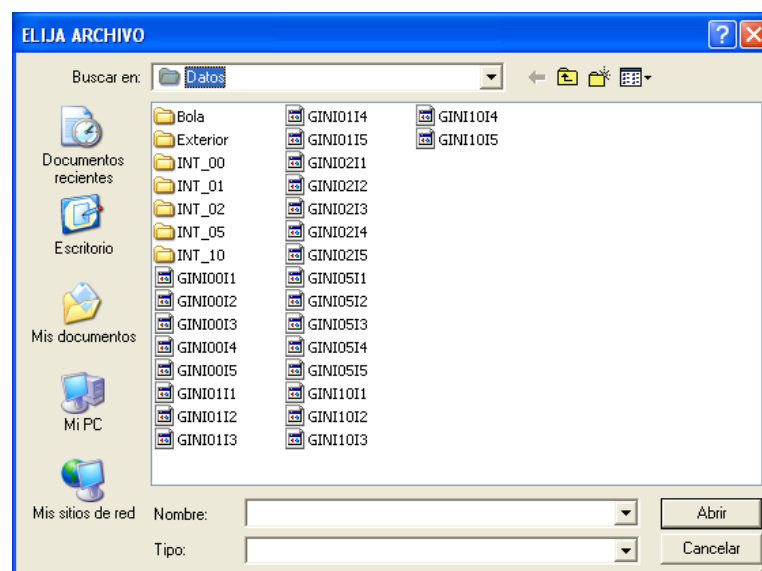 ELIJA ARCHIVO
Buscar en: Datos
Documentos recientes
Escritorio
Mis documentos
Mi PC
Mis sitios de red
Bola
Exterior
INT_00
INT_01
INT_02
INT_05
INT_10
GINI00I1
GINI00I2
GINI00I3
GINI00I4
GINI00I5
GINI01I1
GINI01I2
GINI01I3
GINI01I4
GINI01I5
GINI02I1
GINI02I2
GINI02I3
GINI02I4
GINI02I5
GINI05I1
GINI05I2
GINI05I3
GINI05I4
GINI05I5
GINI10I1
GINI10I2
GINI10I3
GINI10I4
GINI10I5
Nombre:
Abrir
Tipo:
Cancelar